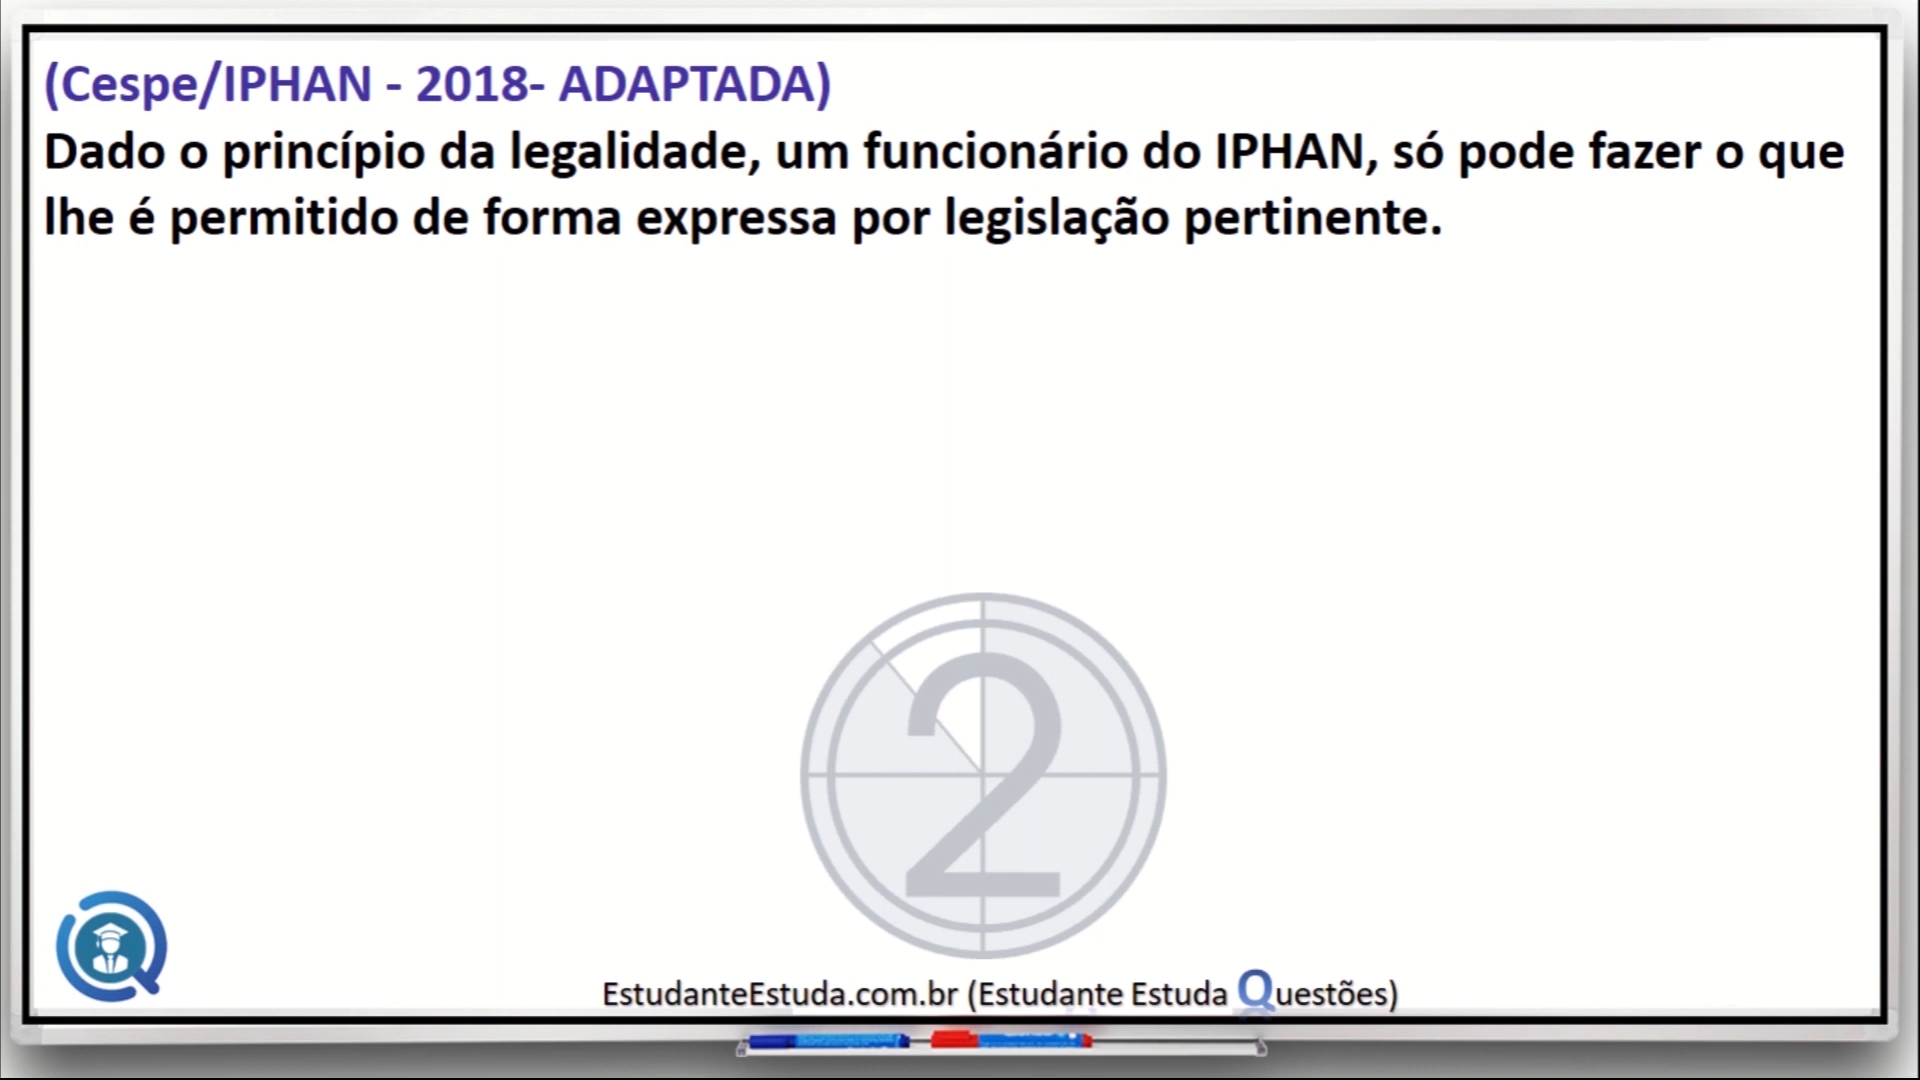 (Cespe/IPHAN - 2018- ADAPTADA)
Dado o princípio da legalidade, um funcionário do IPHAN, só pode fazer o que
lhe é permitido de forma expressa por legislação pertinente.
2
EstudanteEstuda.com.br (Estudante Estuda Questões)